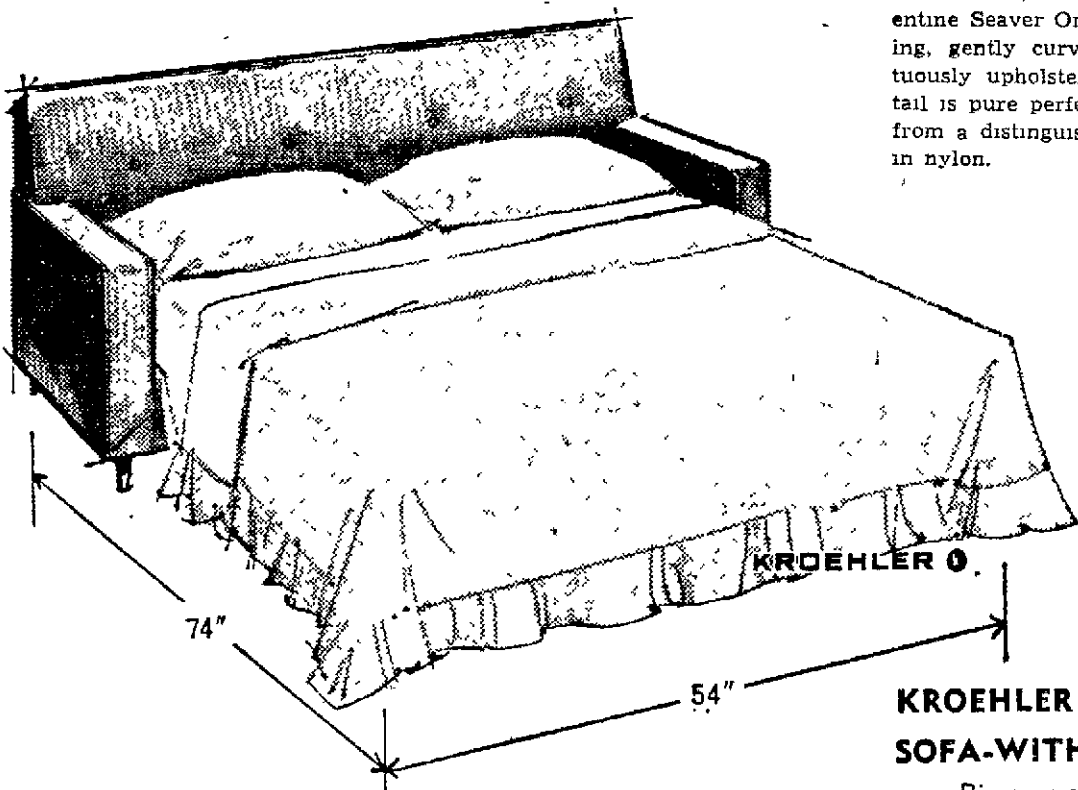 entine Seaver Or
ing, gently curv
tuously upholste
tail is pure perfe
from a distinguis
in nylon.
KROEHLER
74"
54"
KROEHLER
SOFA-WITH